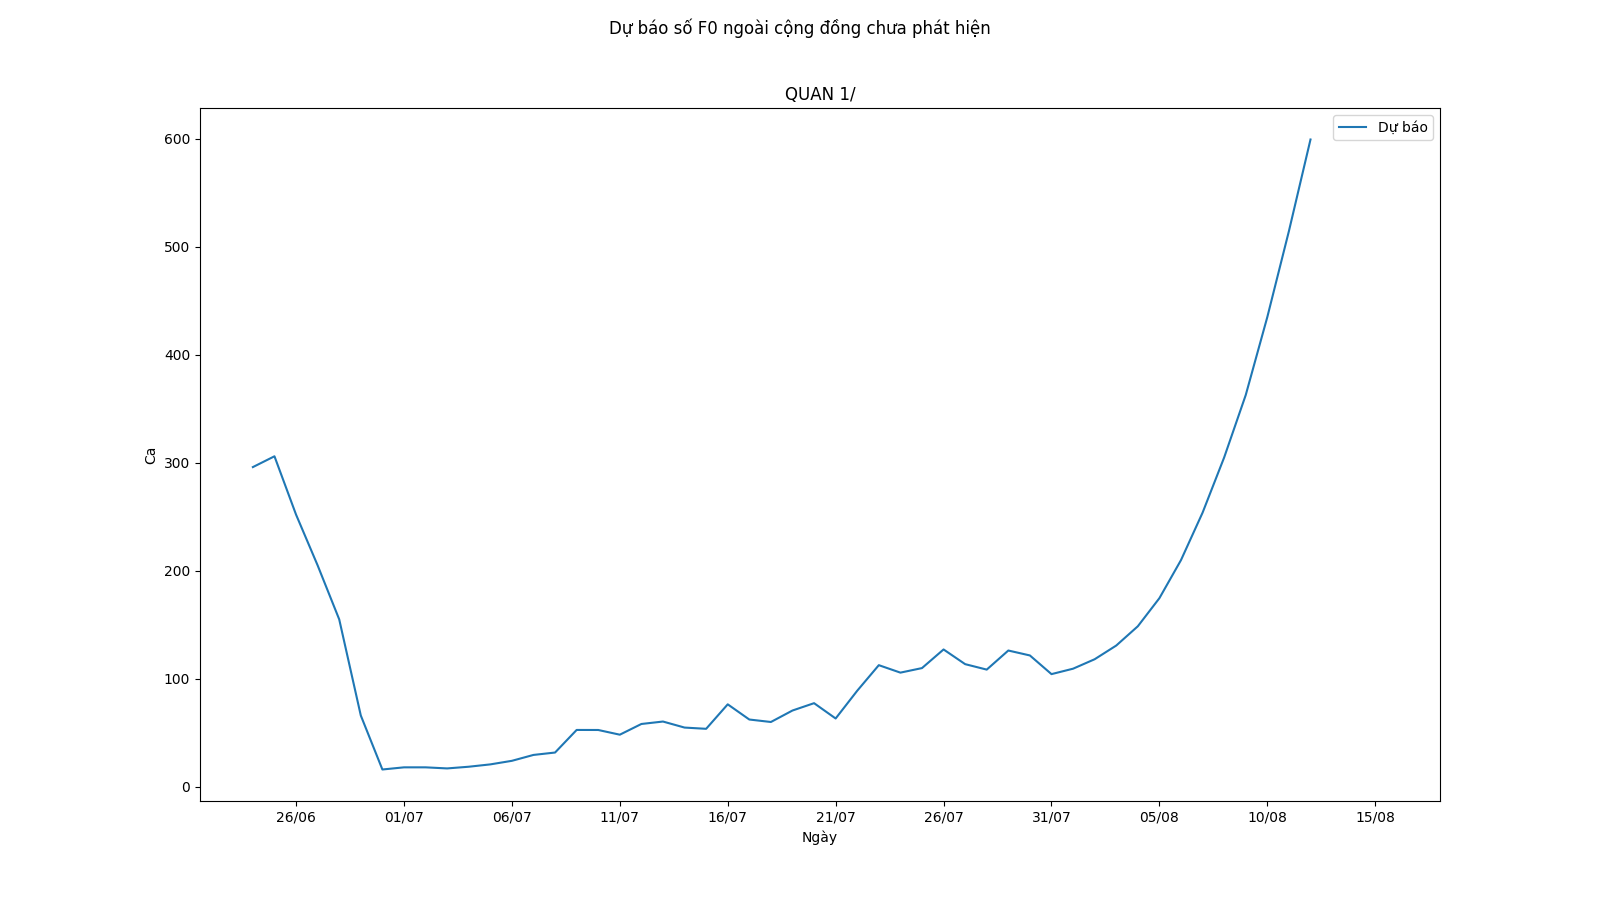 Dự báo số F0 ngoài cộng đồng chưa phát hiện
QUAN 1/
Dự báo
600
500
400
300
200
100
0
Ca
26/06 01/07 06/07 11/07 16/07 21/07 26/07 31/07 05/08 10/08 15/08
Ngày